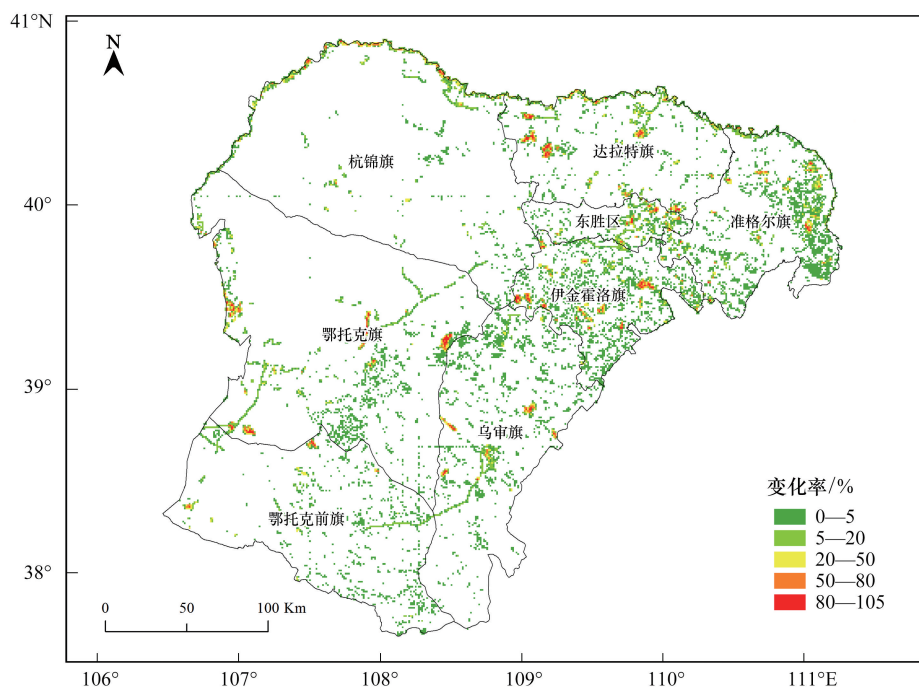 41°N
N
杭锦旗
达拉特旗
40°
东胜区
准格尔旗
伊金霍洛旗
鄂托克旗
39°
乌审旗
变化率/%
鄂托克前旗
0—5
5—20
38°
20—50
50—80
0 50 100 Km
80—105
106° 107° 108° 109° 110° 111°E